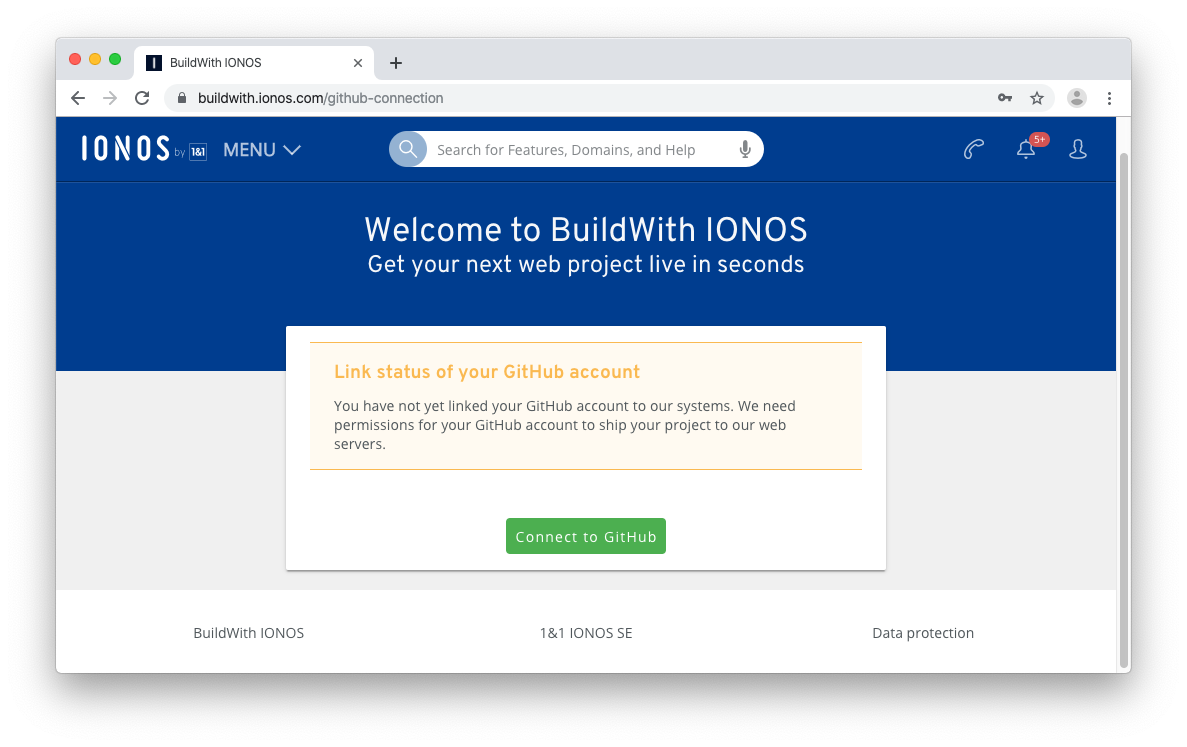 BuildWith IONOS
buildwith.ionos.com/github-connection
IONOS by 1&1 MENU Search for Features, Domains, and Help 5+
Welcome to BuildWith IONOS
Get your next web project live in seconds
Link status of your GitHub account
You have not yet linked your GitHub account to our systems. We need
permissions for your GitHub account to ship your project to our web
servers.
Connect to GitHub
BuildWith IONOS 1&1 IONOS SE Data protection